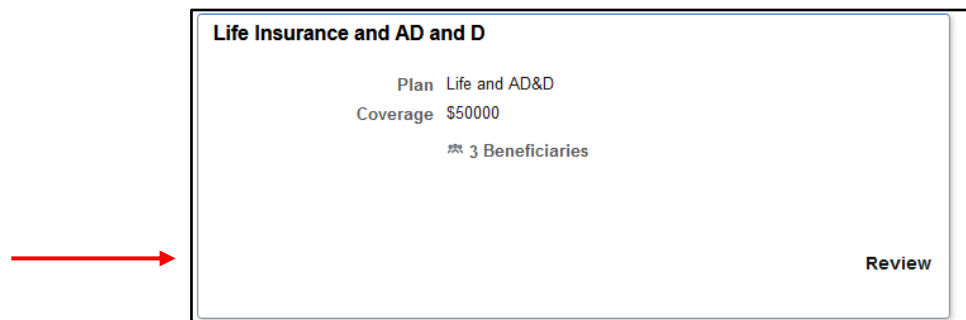 Life Insurance and AD and D
Plan Life and AD&D
Coverage $50000
3 Beneficiaries
Review